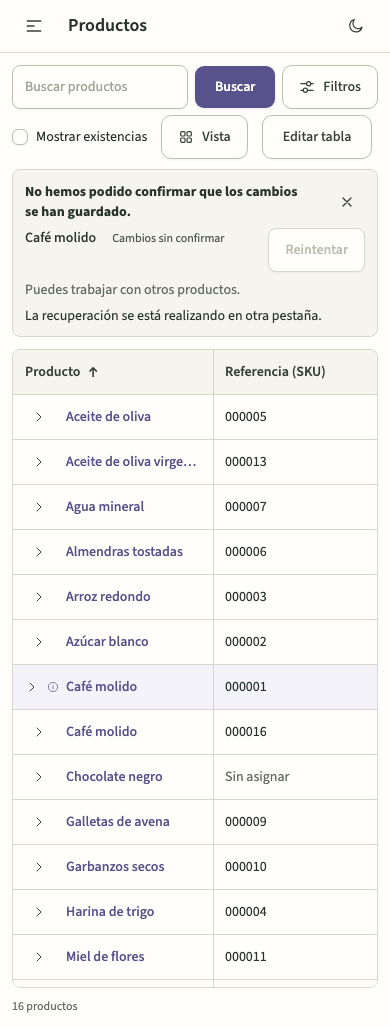 Productos
Buscar productos
Buscar
Filtros
Mostrar existencias
Vista
Editar tabla
No hemos podido confirmar que los cambios
se han guardado.
Café molido Cambios sin confirmar
Reintentar
Puedes trabajar con otros productos.
La recuperación se está realizando en otra pestaña.
Producto Referencia (SKU)
Aceite de oliva 000005
Aceite de oliva virge… 000013
Agua mineral 000007
Almendras tostadas 000006
Arroz redondo 000003
Azúcar blanco 000002
Café molido 000001
Café molido 000016
Chocolate negro Sin asignar
Galletas de avena 000009
Garbanzos secos 000010
Harina de trigo 000004
Miel de flores 000011
16 productos